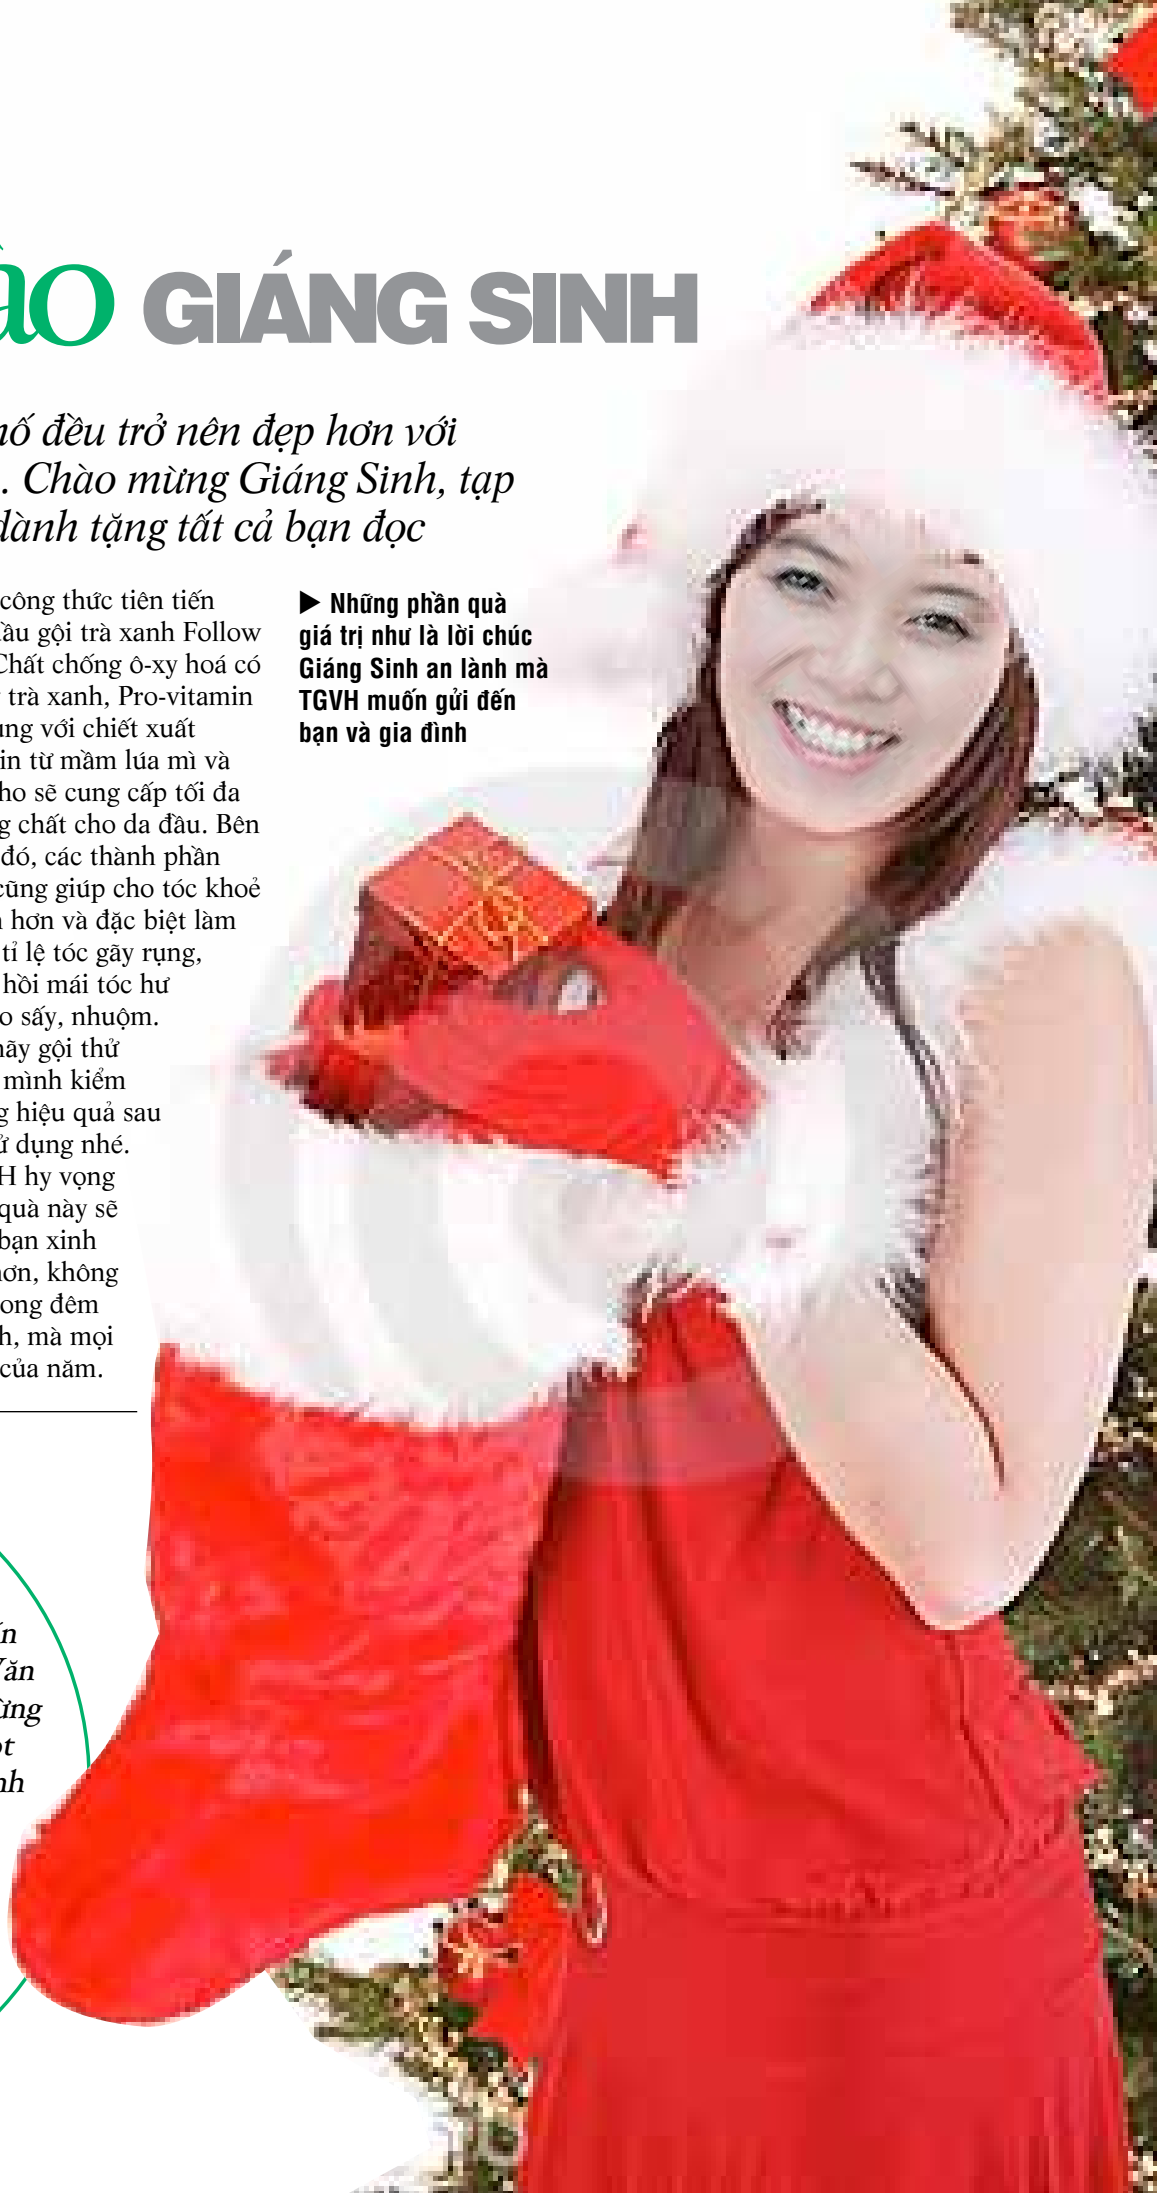 ào GIÁNG SINH
hố đều trở nên đẹp hơn với
. Chào mừng Giáng Sinh, tạp
dành tặng tất cả bạn đọc
công thức tiên tiến
ầu gội trà xanh Follow
Chất chống ô-xy hoá có
trà xanh, Pro-vitamin
ùng với chiết xuất
in từ mầm lúa mì và
ho sẽ cung cấp tối đa
g chất cho da đầu. Bên
đó, các thành phần
cũng giúp cho tóc khoẻ
hơn và đặc biệt làm
tỉ lệ tóc gãy rụng,
hồi mái tóc hư
o sấy, nhuộm.
hãy gội thử
mình kiểm
g hiệu quả sau
ử dụng nhé.
H hy vọng
quà này sẽ
bạn xinh
hơn, không
ong đêm
h, mà mọi
của năm.
▶ Những phần quà
giá trị như là lời chúc
Giáng Sinh an lành mà
TGVH muốn gửi đến
bạn và gia đình
n
Văn
ừng
ột
nh